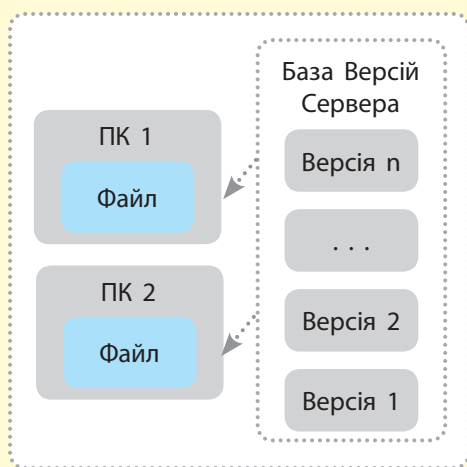 ПК 1
Файл
ПК 2
Файл
База Версій
Сервера
Версія n
. . .
Версія 2
Версія 1